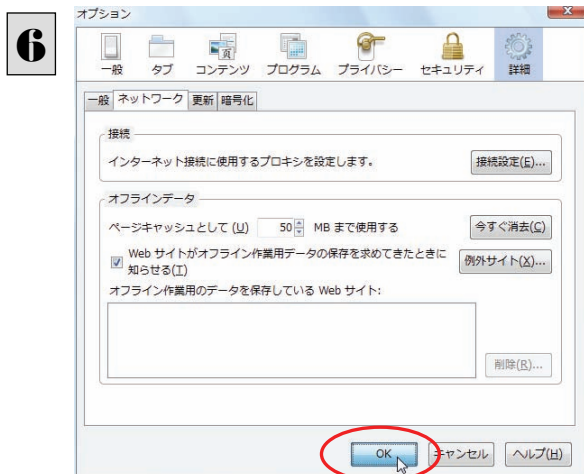 6
オプション
一般 タブ コンテンツ プログラム プライバシー セキュリティ 詳細
一般 ネットワーク 更新 暗号化
接続
インターネット接続に使用するプロキシを設定します。 接続設定(E)...
オフラインデータ
ページキャッシュとして (U) 50 MB まで使用する 今すぐ消去(C)
Web サイトがオフライン作業用データの保存を求めてきたときに
知らせる(T) 例外サイト(X)...
オフライン作業用のデータを保存している Web サイト:
削除(R)...
OK キャンセル ヘルプ(H)